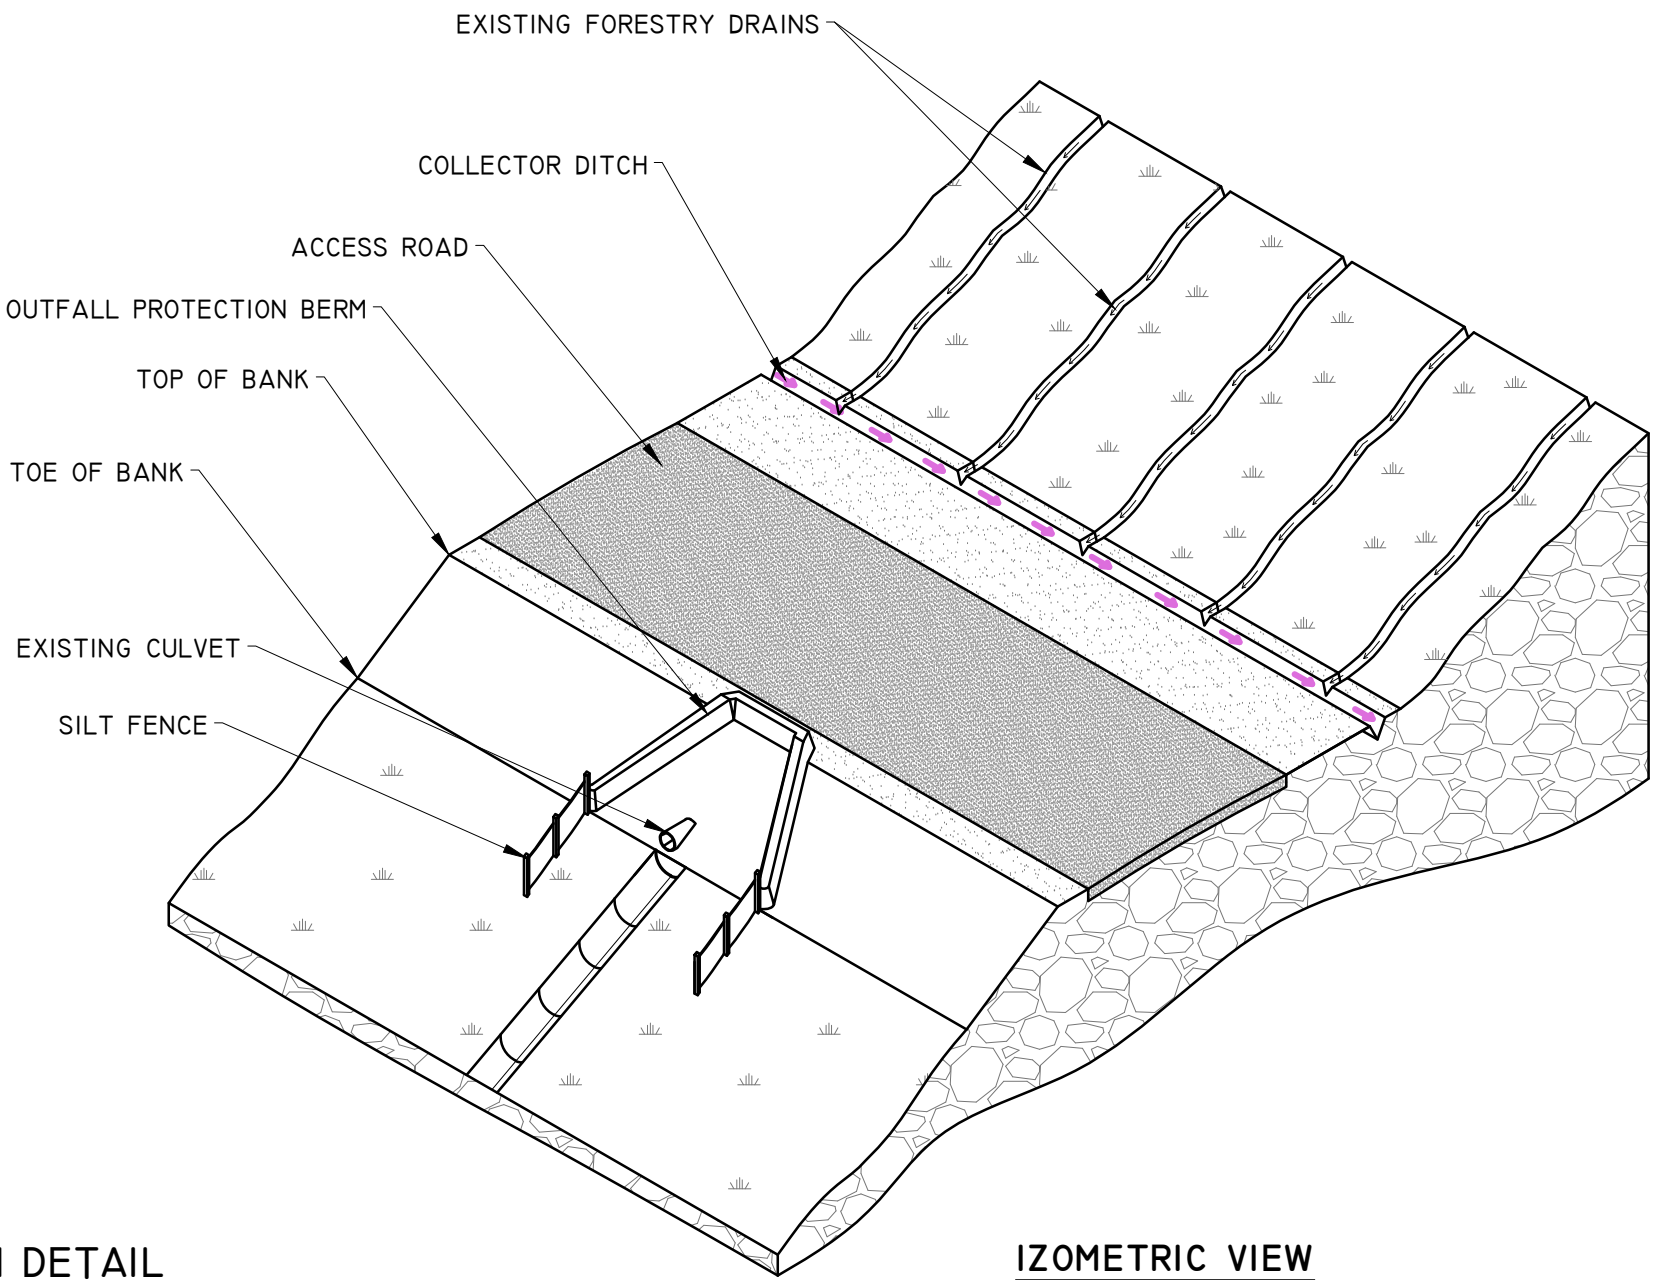 EXISTING FORESTRY DRAINS
COLLECTOR DITCH
ACCESS ROAD
OUTFALL PROTECTION BERM
TOP OF BANK
TOE OF BANK
EXISTING CULVET
SILT FENCE
DETAIL
IZOMETRIC VIEW